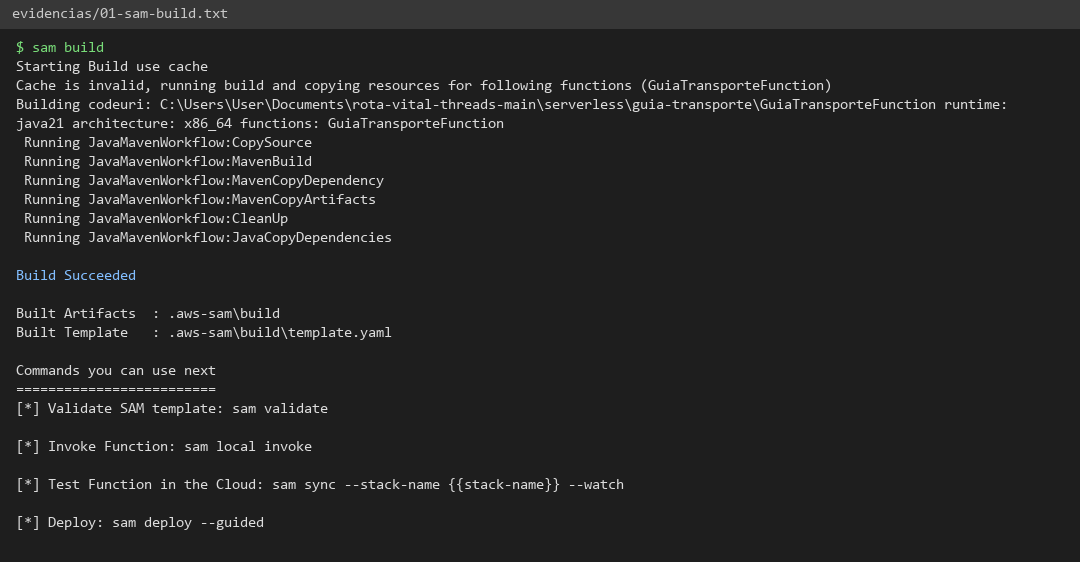 evidencias/01-sam-build.txt
$ sam build
Starting Build use cache
Cache is invalid, running build and copying resources for following functions (GuiaTransporteFunction)
Building codeuri: C:\Users\User\Documents\rota-vital-threads-main\serverless\guia-transporte\GuiaTransporteFunction runtime:
java21 architecture: x86_64 functions: GuiaTransporteFunction
 Running JavaMavenWorkflow:CopySource
 Running JavaMavenWorkflow:MavenBuild
 Running JavaMavenWorkflow:MavenCopyDependency
 Running JavaMavenWorkflow:MavenCopyArtifacts
 Running JavaMavenWorkflow:CleanUp
 Running JavaMavenWorkflow:JavaCopyDependencies
Build Succeeded
Built Artifacts  : .aws-sam\build
Built Template   : .aws-sam\build\template.yaml
Commands you can use next
=========================
[*] Validate SAM template: sam validate
[*] Invoke Function: sam local invoke
[*] Test Function in the Cloud: sam sync --stack-name {{stack-name}} --watch
[*] Deploy: sam deploy --guided